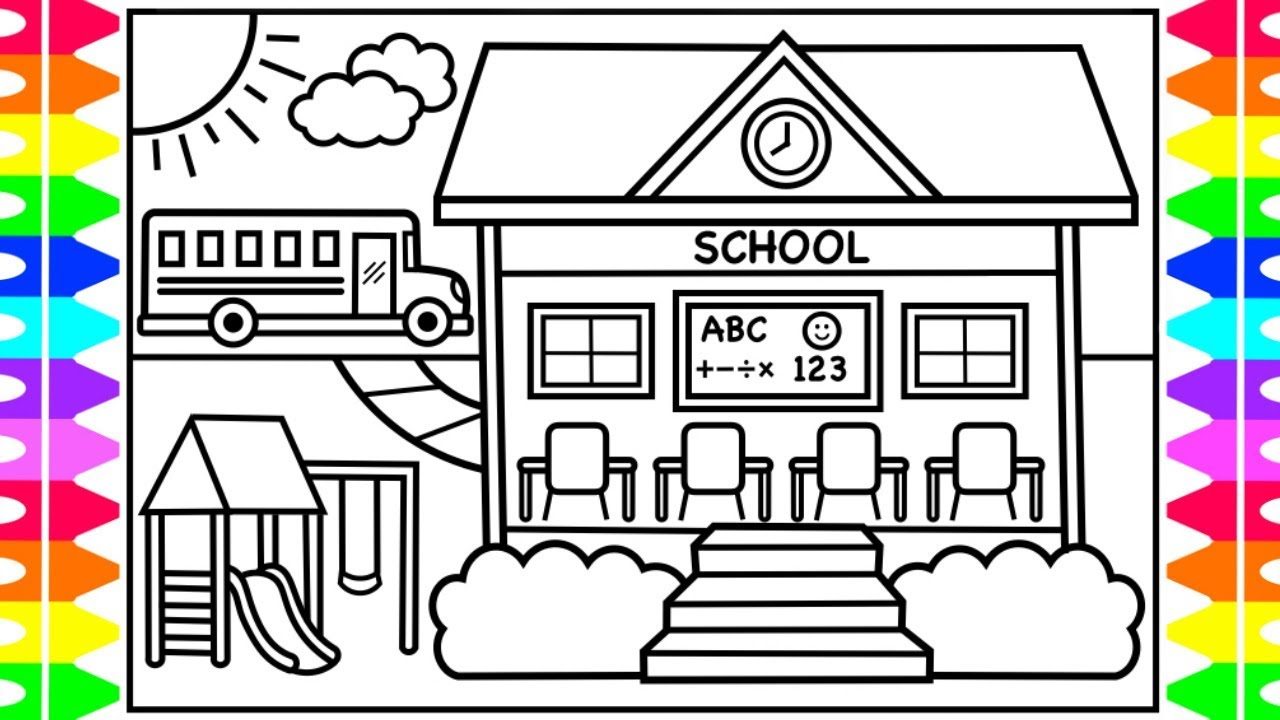 SCHOOL
ABC
+−÷× 123